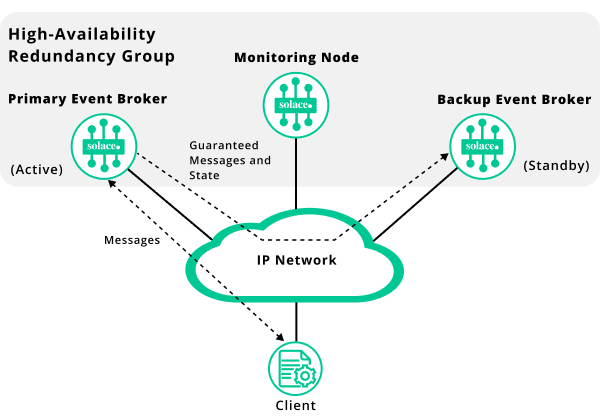 High-Availability
Redundancy Group
Monitoring Node
Primary Event Broker
Backup Event Broker
solace.
solace.
solace.
(Active)
Guaranteed
Messages and
State
(Standby)
Messages
IP Network
Client